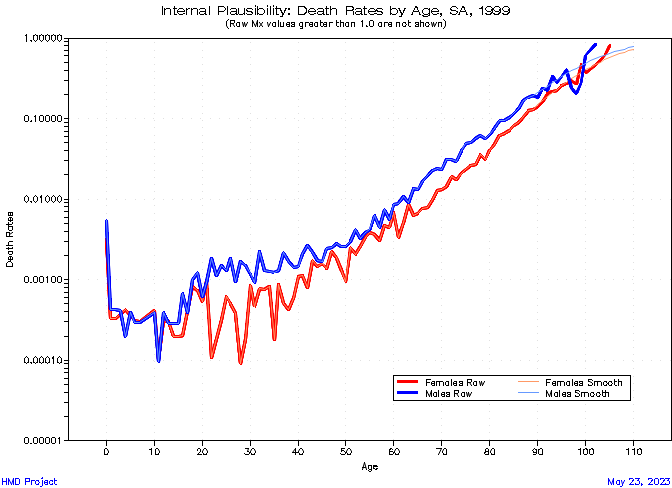 Internal Plausibility: Death Rates by Age, SA, 1999
(Raw Mx values greater than 1.0 are not shown)
1.00000
0.10000
0.01000
0.00100
0.00010
0.00001
Death Rates
0 10 20 30 40 50 60 70 80 90 100 110
Age
Females Raw
Females Smooth
Males Raw
Males Smooth
HMD Project
May 23, 2023